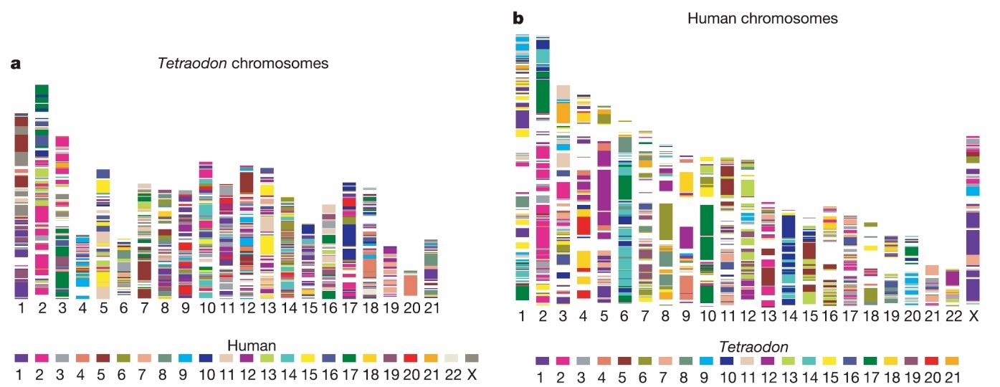 a
Tetraodon chromosomes
1 2 3 4 5 6 7 8 9 10 11 12 13 14 15 16 17 18 19 20 21
Human
1 2 3 4 5 6 7 8 9 10 11 12 13 14 15 16 17 18 19 20 21 22 X
b
Human chromosomes
1 2 3 4 5 6 7 8 9 10 11 12 13 14 15 16 17 18 19 20 21 22 X
Tetraodon
1 2 3 4 5 6 7 8 9 10 11 12 13 14 15 16 17 18 19 20 21